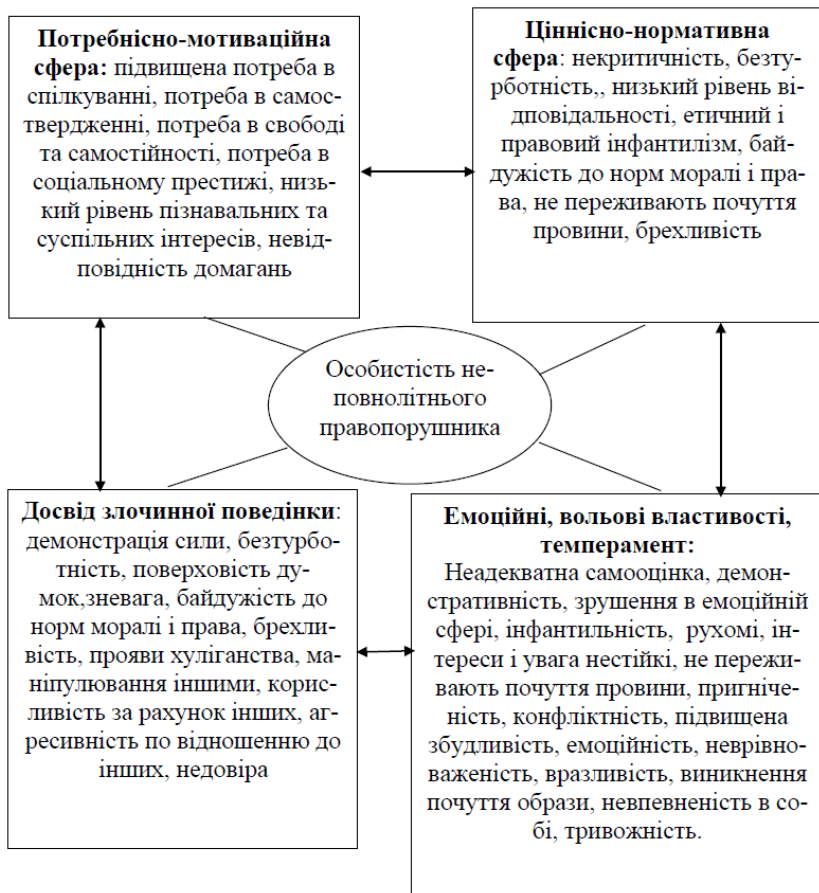 Потребнісно-мотиваційна
сфера: підвищена потреба в
спілкуванні, потреба в самос-
твердженні, потреба в свободі
та самостійності, потреба в
соціальному престижі, низь-
кий рівень пізнавальних та
суспільних інтересів, невід-
повідність домагань
Ціннісно-нормативна
сфера: некритичність, безту-
рботність,, низький рівень ві-
дповідальності, етичний і
правовий інфантилізм, бай-
дужість до норм моралі і пра-
ва, не переживають почуття
провини, брехливість
Особистість не-
повнолітнього
правопорушника
Досвід злочинної поведінки:
демонстрація сили, безтурбо-
тність, поверховість ду-
мок,зневага, байдужість до
норм моралі і права, брехли-
вість, прояви хуліганства, ма-
ніпулювання іншими, корис-
ливість за рахунок інших, аг-
ресивність по відношенню до
інших, недовіра
Емоційні, вольові властивості,
темперамент:
Неадекватна самооцінка, демон-
стративність, зрушення в емоційній
сфері, інфантильність, рухомі, ін-
тереси і увага нестійкі, не пережи-
вають почуття провини, пригніче-
ність, конфліктність, підвищена
збудливість, емоційність, неврівно-
важеність, вразливість, виникнення
почуття образи, невпевненість в со-
бі, тривожність.